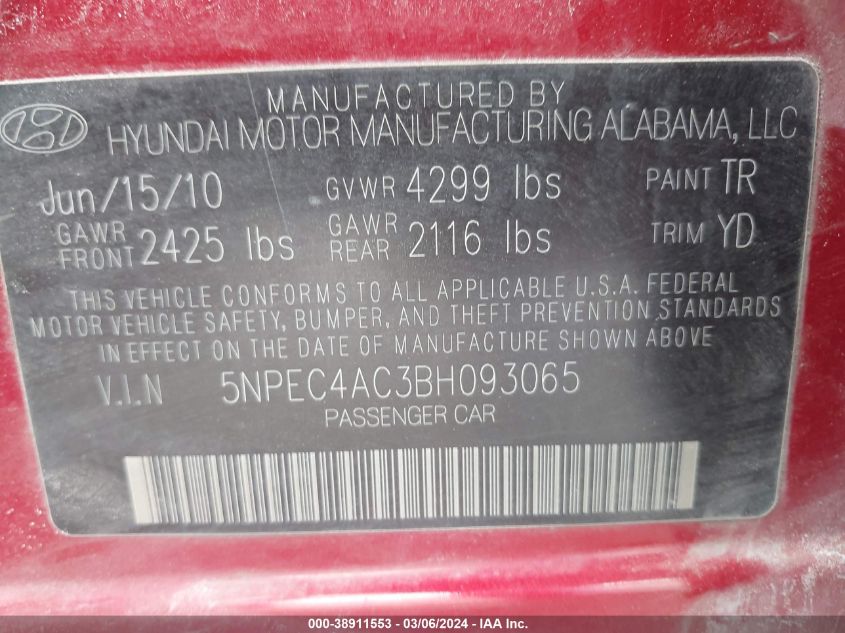 MANUFACTURED BY
HYUNDAI MOTOR MANUFACTURING ALABAMA, LLC
Jun/15/10 GVWR 4299 lbs PAINT TR
GAWR FRONT 2425 lbs GAWR REAR 2116 lbs TRIM YD
THIS VEHICLE CONFORMS TO ALL APPLICABLE U.S.A. FEDERAL
MOTOR VEHICLE SAFETY, BUMPER, AND THEFT PREVENTION STANDARDS
IN EFFECT ON THE DATE OF MANUFACTURE SHOWN ABOVE
V.I.N 5NPEC4AC3BH093065
PASSENGER CAR
000-38911553 — 03/06/2024 — IAA Inc.